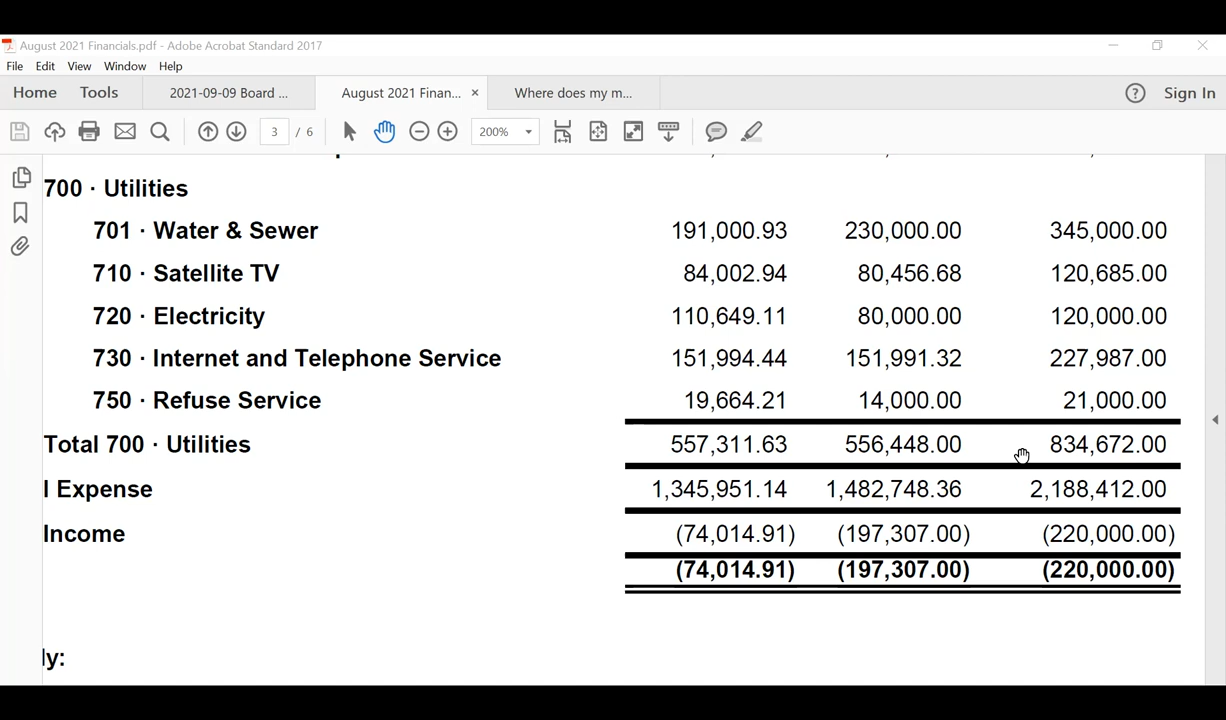 August 2021 Financials.pdf - Adobe Acrobat Standard 2017
File Edit View Window Help
Home Tools 2021-09-09 Board ... August 2021 Finan... × Where does my m... ? Sign In
3 / 6 200%
700 · Utilities
701 · Water & Sewer 191,000.93 230,000.00 345,000.00
710 · Satellite TV 84,002.94 80,456.68 120,685.00
720 · Electricity 110,649.11 80,000.00 120,000.00
730 · Internet and Telephone Service 151,994.44 151,991.32 227,987.00
750 · Refuse Service 19,664.21 14,000.00 21,000.00
Total 700 · Utilities 557,311.63 556,448.00 834,672.00
l Expense 1,345,951.14 1,482,748.36 2,188,412.00
Income (74,014.91) (197,307.00) (220,000.00)
(74,014.91) (197,307.00) (220,000.00)
ly: